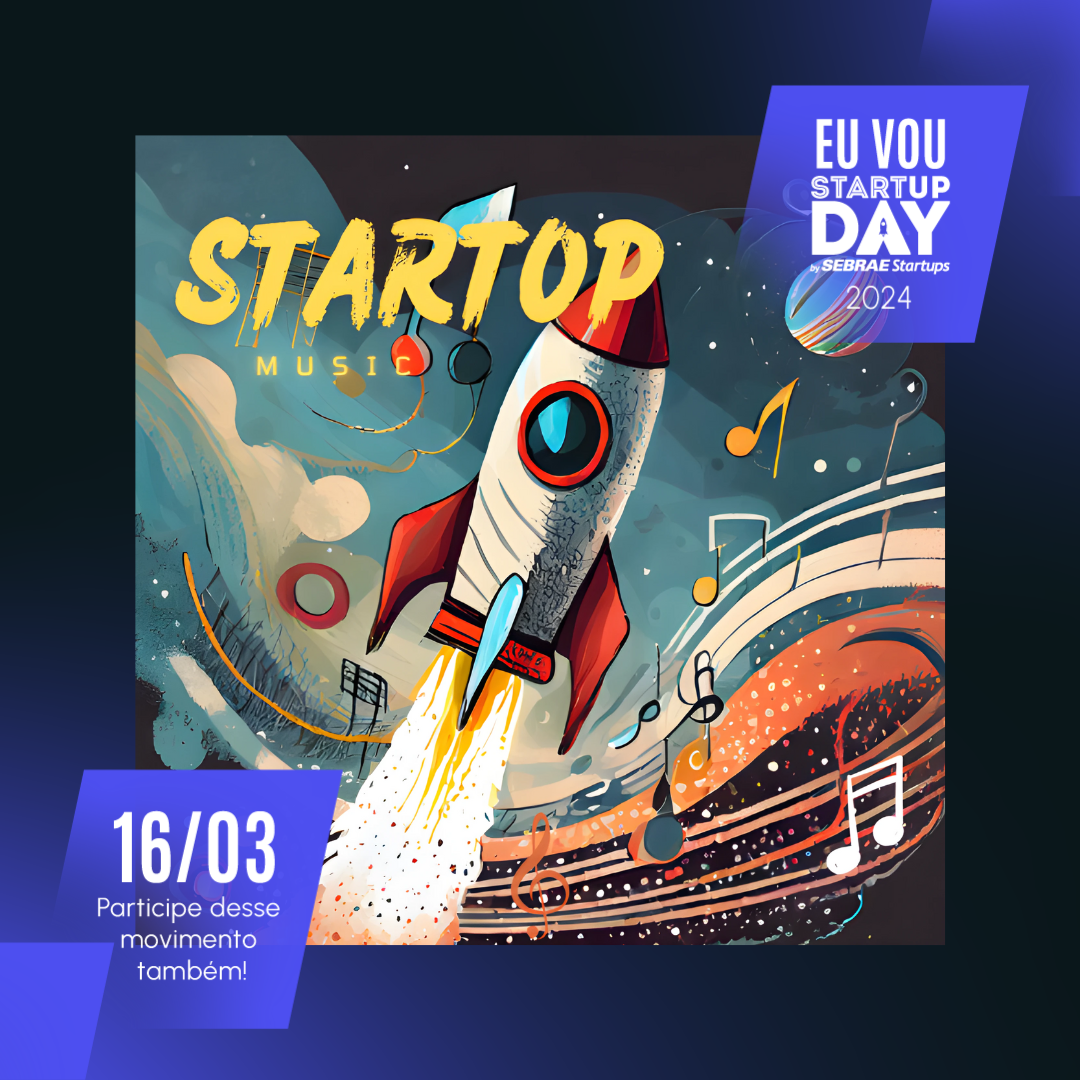 EU VOU
STARTUP
DAY
by SEBRAE Startups
2024
STARTOP
MUSIC
16/03
Participe desse
movimento
também!